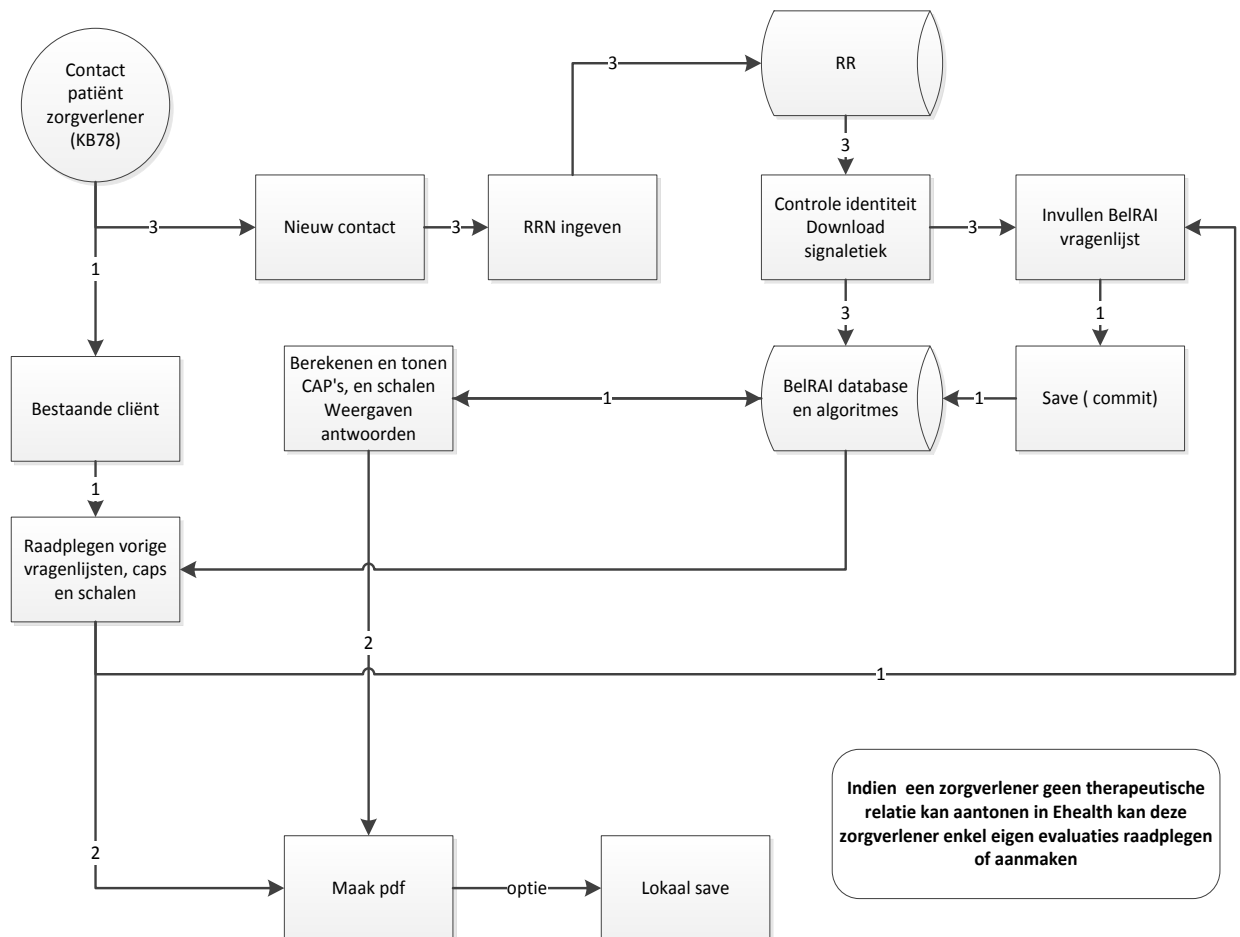 Contact
patiënt
zorgverlener
(KB78)
3
RR
3
3
Nieuw contact
3
RRN ingeven
Controle identiteit
Download
signaletiek
3
Invullen BelRAI
vragenlijst
1
3
1
Bestaande cliënt
Berekenen en tonen
CAP's, en schalen
Weergaven
antwoorden
1
BelRAI database
en algoritmes
1
Save ( commit)
1
Raadplegen vorige
vragenlijsten, caps
en schalen
2
1
Indien een zorgverlener geen therapeutische
relatie kan aantonen in Ehealth kan deze
zorgverlener enkel eigen evaluaties raadplegen
of aanmaken
2
Maak pdf
optie
Lokaal save